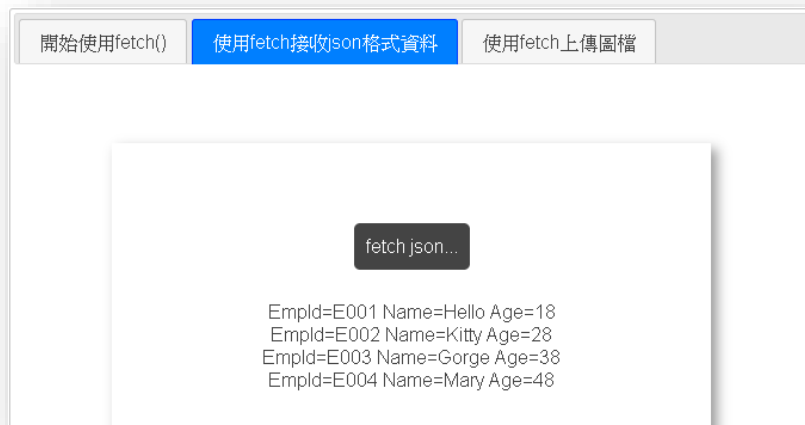 開始使用fetch()
使用fetch接收json格式資料
使用fetch上傳圖檔
fetch json...
EmpId=E001 Name=Hello Age=18
EmpId=E002 Name=Kitty Age=28
EmpId=E003 Name=Gorge Age=38
EmpId=E004 Name=Mary Age=48